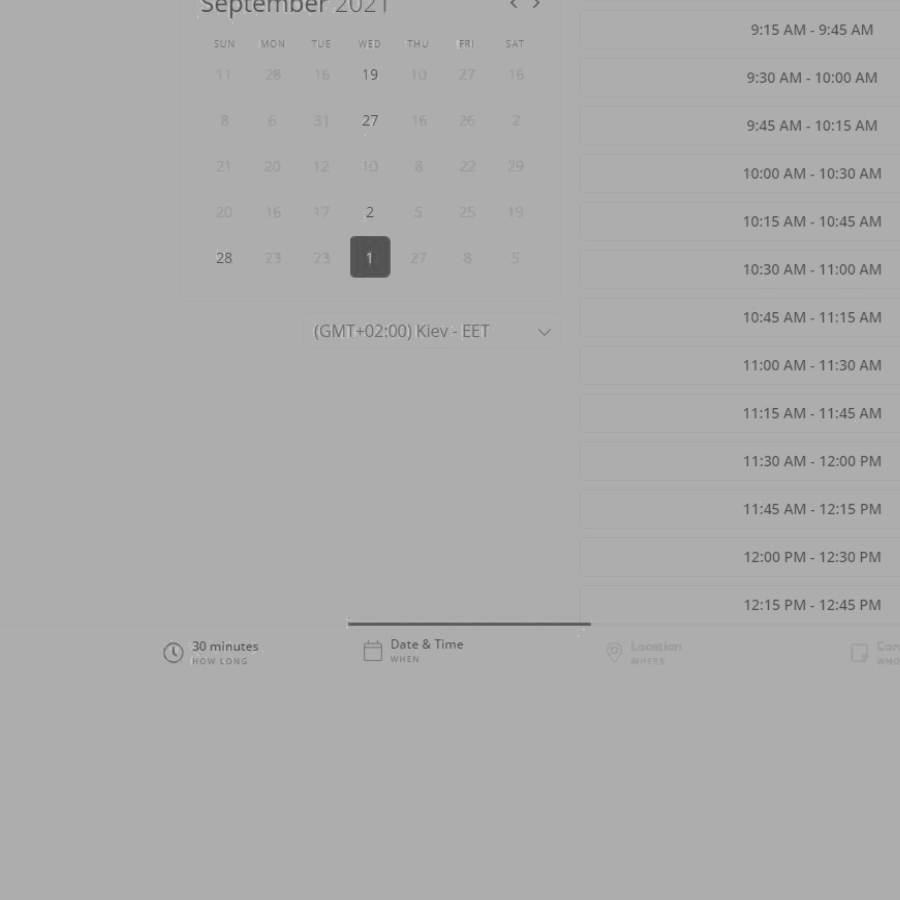 September 2021
SUN MON TUE WED THU FRI SAT
11 28 16 19 10 27 16
8 6 31 27 16 26 2
21 20 12 10 8 22 29
20 16 17 2 5 25 19
28 23 23 1 27 8 5
(GMT+02:00) Kiev - EET
9:15 AM - 9:45 AM
9:30 AM - 10:00 AM
9:45 AM - 10:15 AM
10:00 AM - 10:30 AM
10:15 AM - 10:45 AM
10:30 AM - 11:00 AM
10:45 AM - 11:15 AM
11:00 AM - 11:30 AM
11:15 AM - 11:45 AM
11:30 AM - 12:00 PM
11:45 AM - 12:15 PM
12:00 PM - 12:30 PM
12:15 PM - 12:45 PM
30 minutes
HOW LONG
Date & Time
WHEN
Location
WHERE